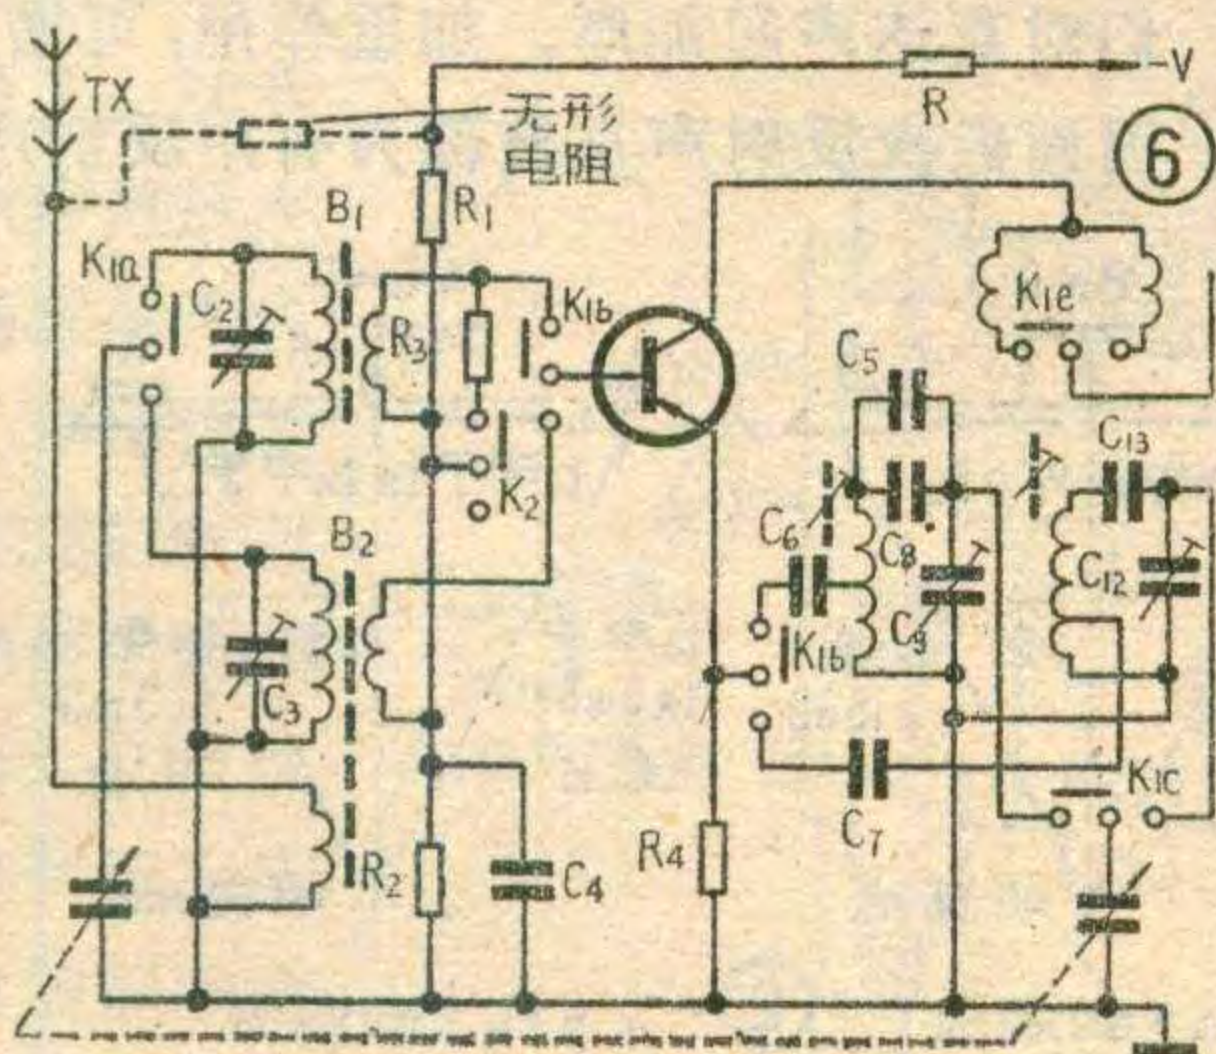 TX
无形
电阻
R
-V
⑥
R₁
B₁
K₁a
C₂
R₃
K₁b
K₁e
C₅
C₁₃
K₂
B₂
C₆
C₈
C₁₂
C₉
K₁b
C₃
K₁c
C₇
R₂
C₄
R₄